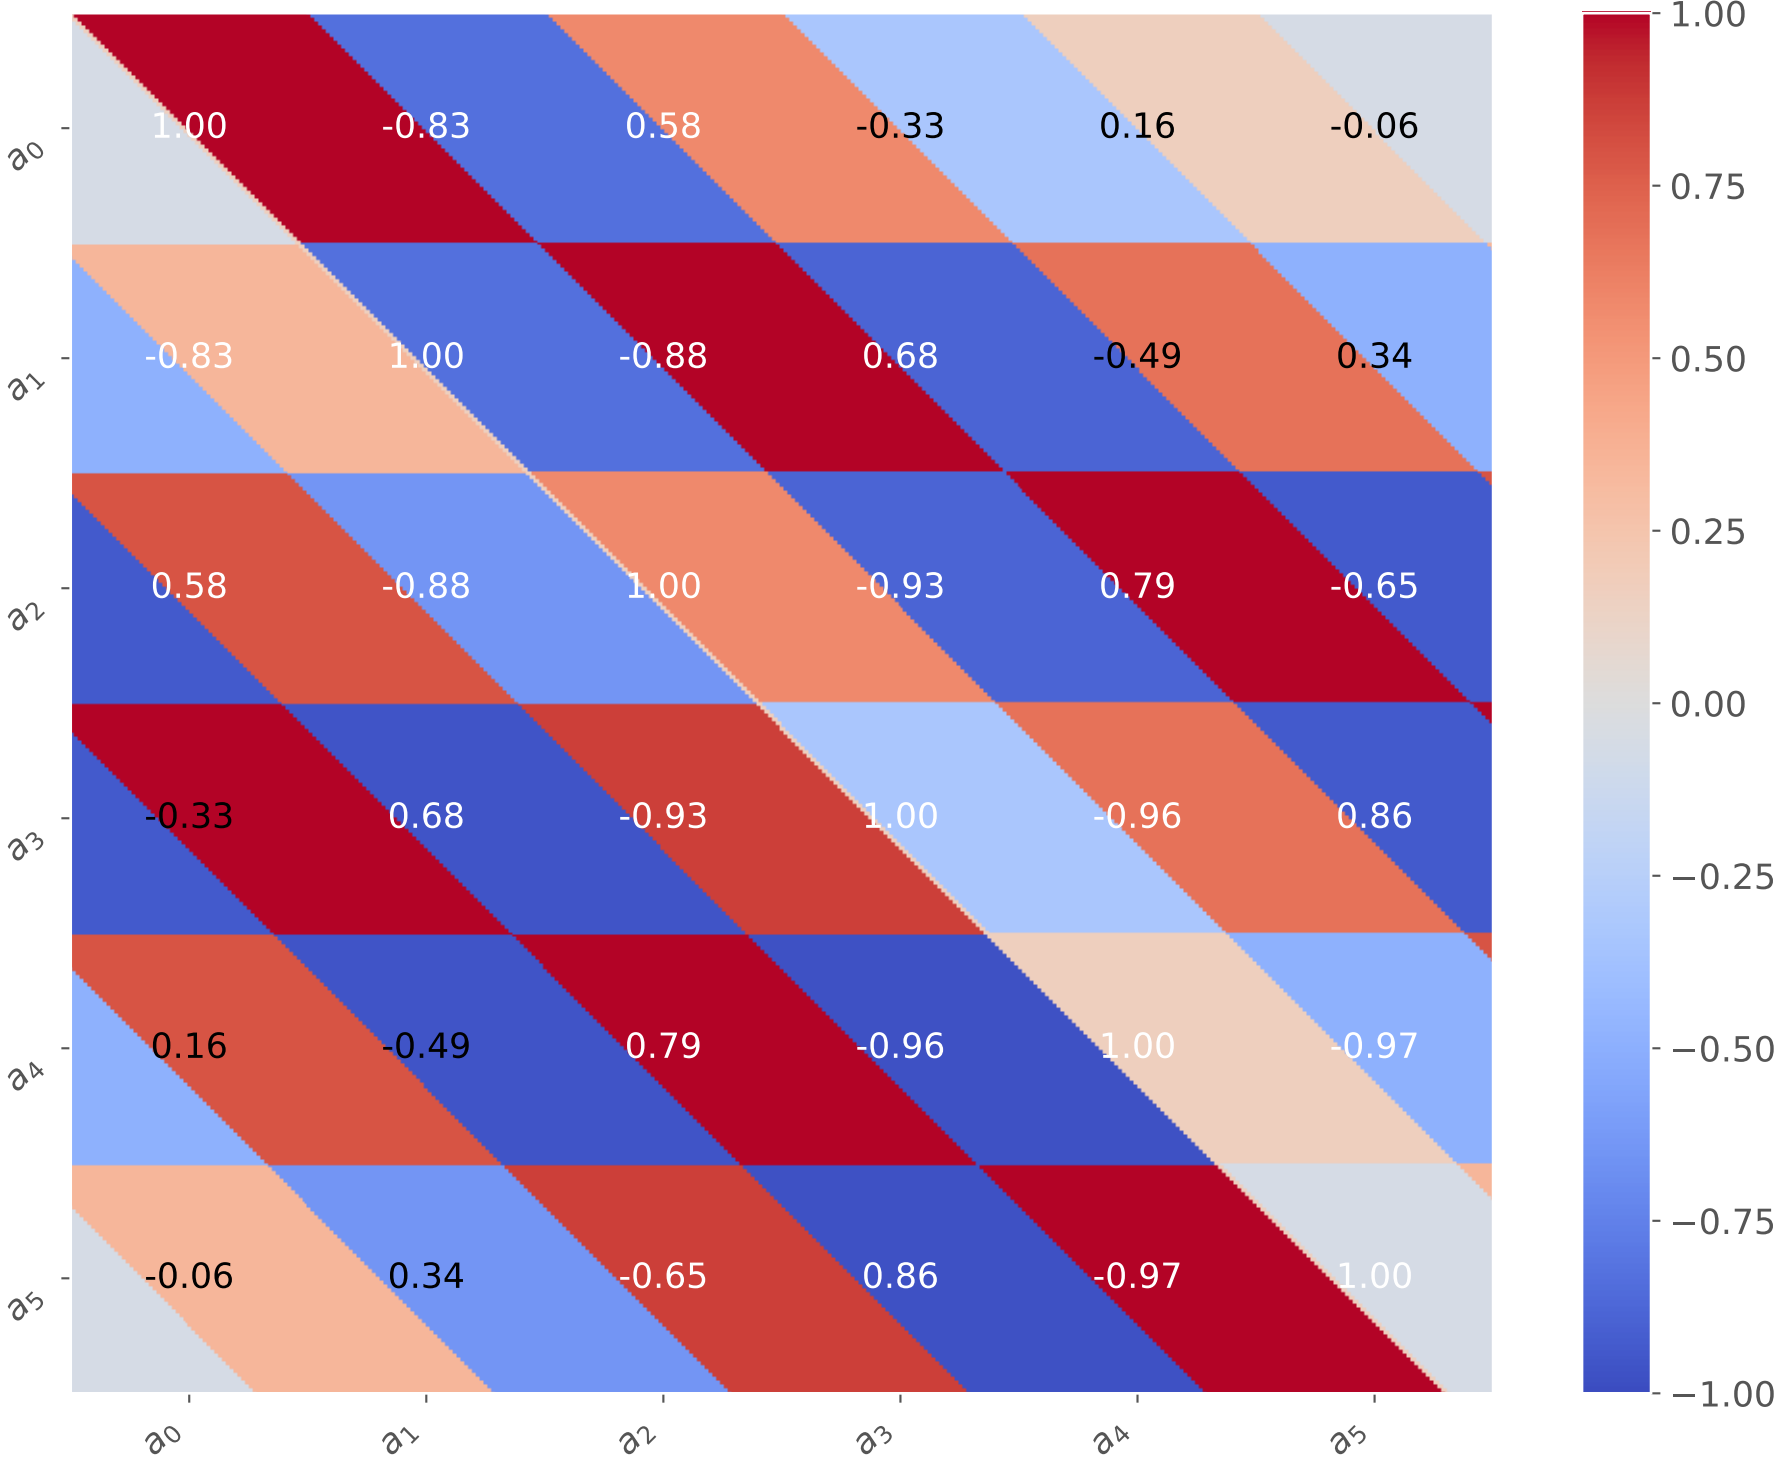 1.00
a0 1.00 -0.83 0.58 -0.33 0.16 -0.06
0.75
a1 -0.83 1.00 -0.88 0.68 -0.49 0.34
0.50
0.25
a2 0.58 -0.88 1.00 -0.93 0.79 -0.65
0.00
a3 -0.33 0.68 -0.93 1.00 -0.96 0.86
−0.25
a4 0.16 -0.49 0.79 -0.96 1.00 -0.97
−0.50
−0.75
a5 -0.06 0.34 -0.65 0.86 -0.97 1.00
−1.00
a0 a1 a2 a3 a4 a5